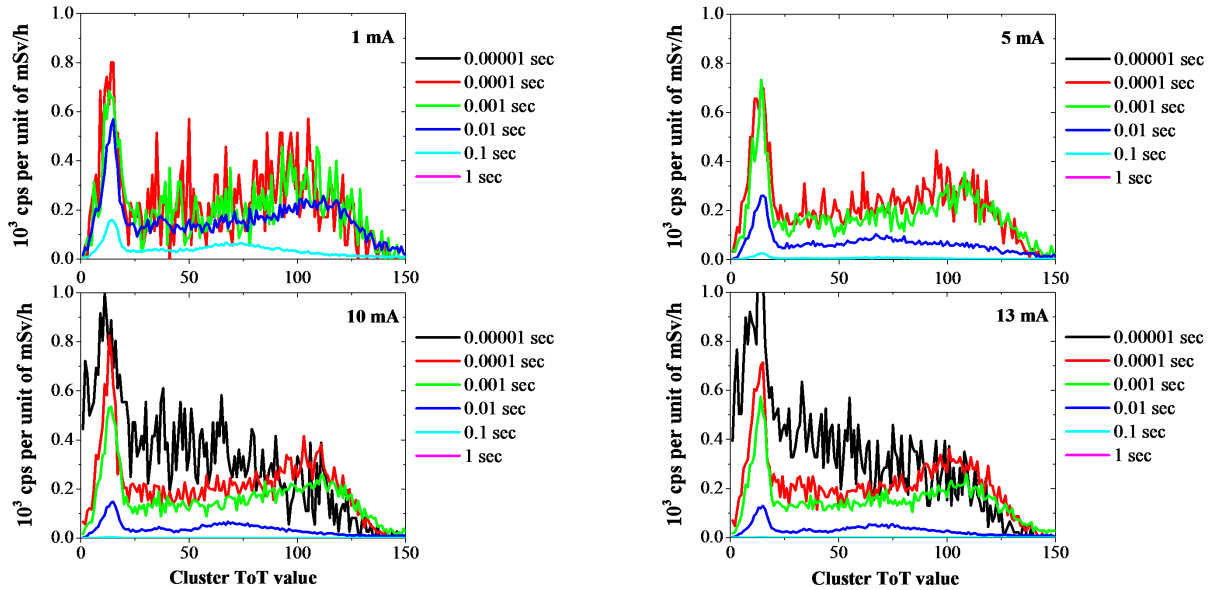 1.0
0.8
0.6
0.4
0.2
0.0
10³ cps per unit of mSv/h
1 mA
0.00001 sec
0.0001 sec
0.001 sec
0.01 sec
0.1 sec
1 sec
0
50
100
150
1.0
0.8
0.6
0.4
0.2
0.0
10³ cps per unit of mSv/h
5 mA
0.00001 sec
0.0001 sec
0.001 sec
0.01 sec
0.1 sec
1 sec
0
50
100
150
1.0
0.8
0.6
0.4
0.2
0.0
10³ cps per unit of mSv/h
10 mA
0.00001 sec
0.0001 sec
0.001 sec
0.01 sec
0.1 sec
1 sec
0
50
100
150
Cluster ToT value
1.0
0.8
0.6
0.4
0.2
0.0
10³ cps per unit of mSv/h
13 mA
0.00001 sec
0.0001 sec
0.001 sec
0.01 sec
0.1 sec
1 sec
0
50
100
150
Cluster ToT value